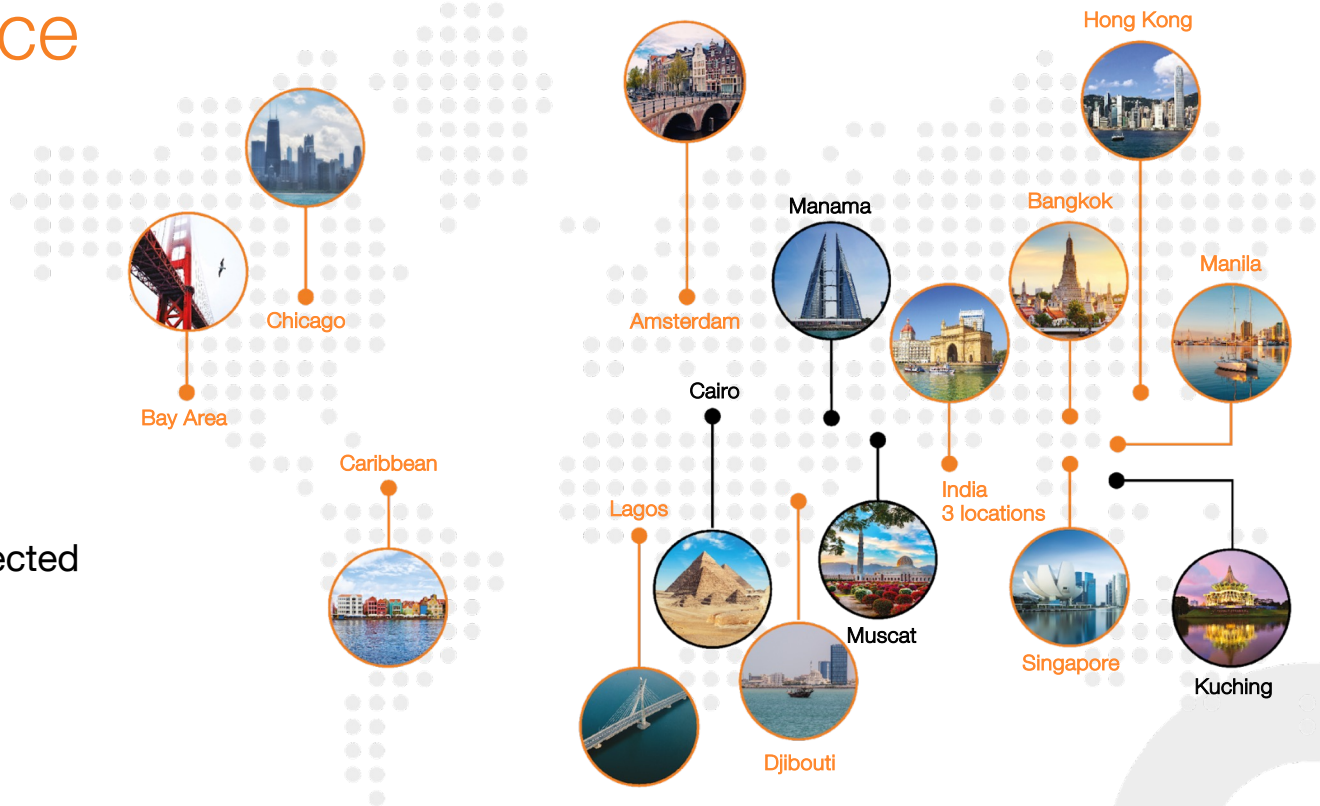 ce
Hong Kong
Manama
Bangkok
Manila
Chicago
Amsterdam
Cairo
Bay Area
Caribbean
India
3 locations
Lagos
ected
Muscat
Singapore
Kuching
Djibouti